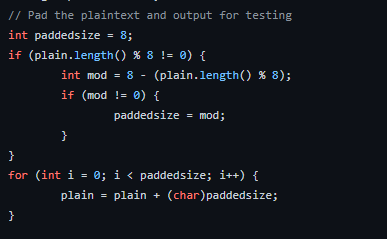 // Pad the plaintext and output for testing
int paddedsize = 8;
if (plain.length() % 8 != 0) {
        int mod = 8 - (plain.length() % 8);
        if (mod != 0) {
                paddedsize = mod;
        }
}
for (int i = 0; i < paddedsize; i++) {
        plain = plain + (char)paddedsize;
}